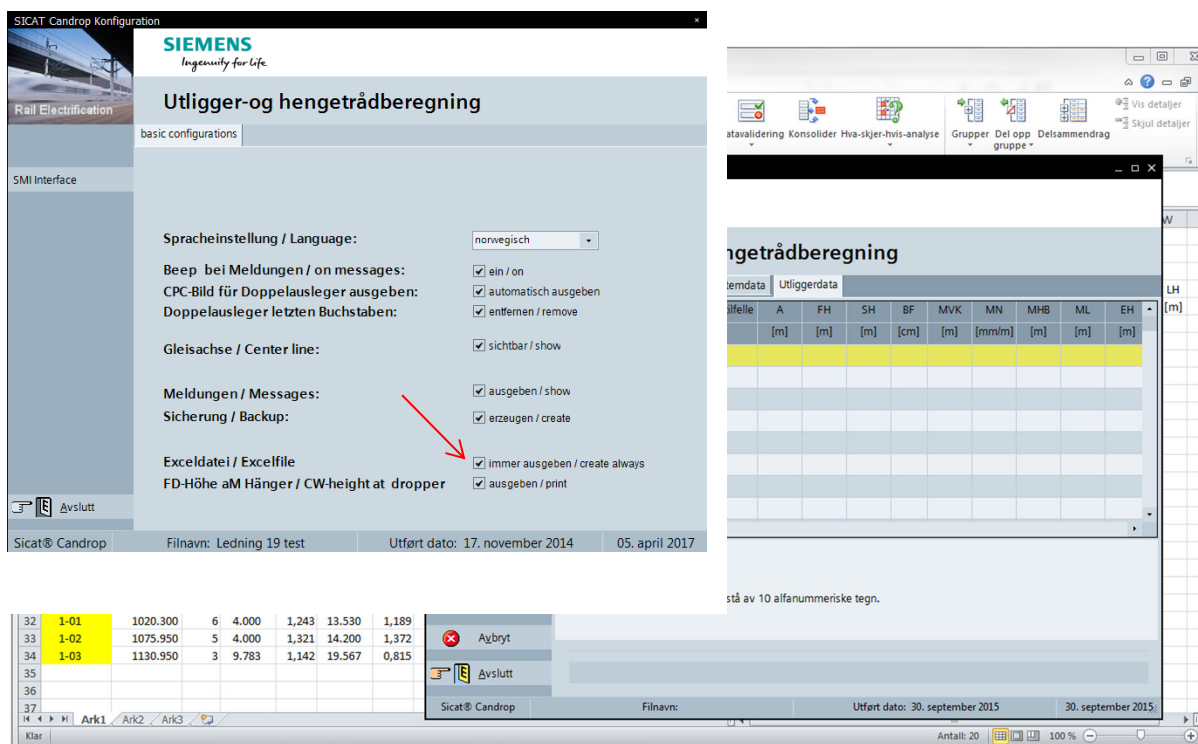 SICAT Candrop Konfiguration
SIEMENS
Ingenuity for life
Rail Electrification
Utligger-og hengetrådberegning
basic configurations
SMI Interface
Spracheinstellung / Language:
norwegisch
Beep bei Meldungen / on messages:
ein / on
CPC-Bild für Doppelausleger ausgeben:
automatisch ausgeben
Doppelausleger letzten Buchstaben:
entfernen / remove
Gleisachse / Center line:
sichtbar / show
Meldungen / Messages:
ausgeben / show
Sicherung / Backup:
erzeugen / create
Exceldatei / Excelfile
immer ausgeben / create always
FD-Höhe aM Hänger / CW-height at dropper
ausgeben / print
Avslutt
Sicat® Candrop Filnavn: Ledning 19 test Utført dato: 17. november 2014 05. april 2017
Vis detaljer
Skjul detaljer
atavalidering Konsolider Hva-skjer-hvis-analyse Grupper Del opp gruppe Delsammendrag
W
LH
[m]
ngetrådberegning
temdata Utliggerdata
ilfelle A FH SH BF MVK MN MHB ML EH
[m] [m] [m] [cm] [m] [mm/m] [m] [m] [m]
stå av 10 alfanummeriske tegn.
32 1-01 1020.300 6 4.000 1,243 13.530 1,189
33 1-02 1075.950 5 4.000 1,321 14.200 1,372
34 1-03 1130.950 3 9.783 1,142 19.567 0,815
35
36
37
Avbryt
Avslutt
Sicat® Candrop Filnavn: Utført dato: 30. september 2015 30. september 2015
Ark1 Ark2 Ark3
Klar Antall: 20 100 %